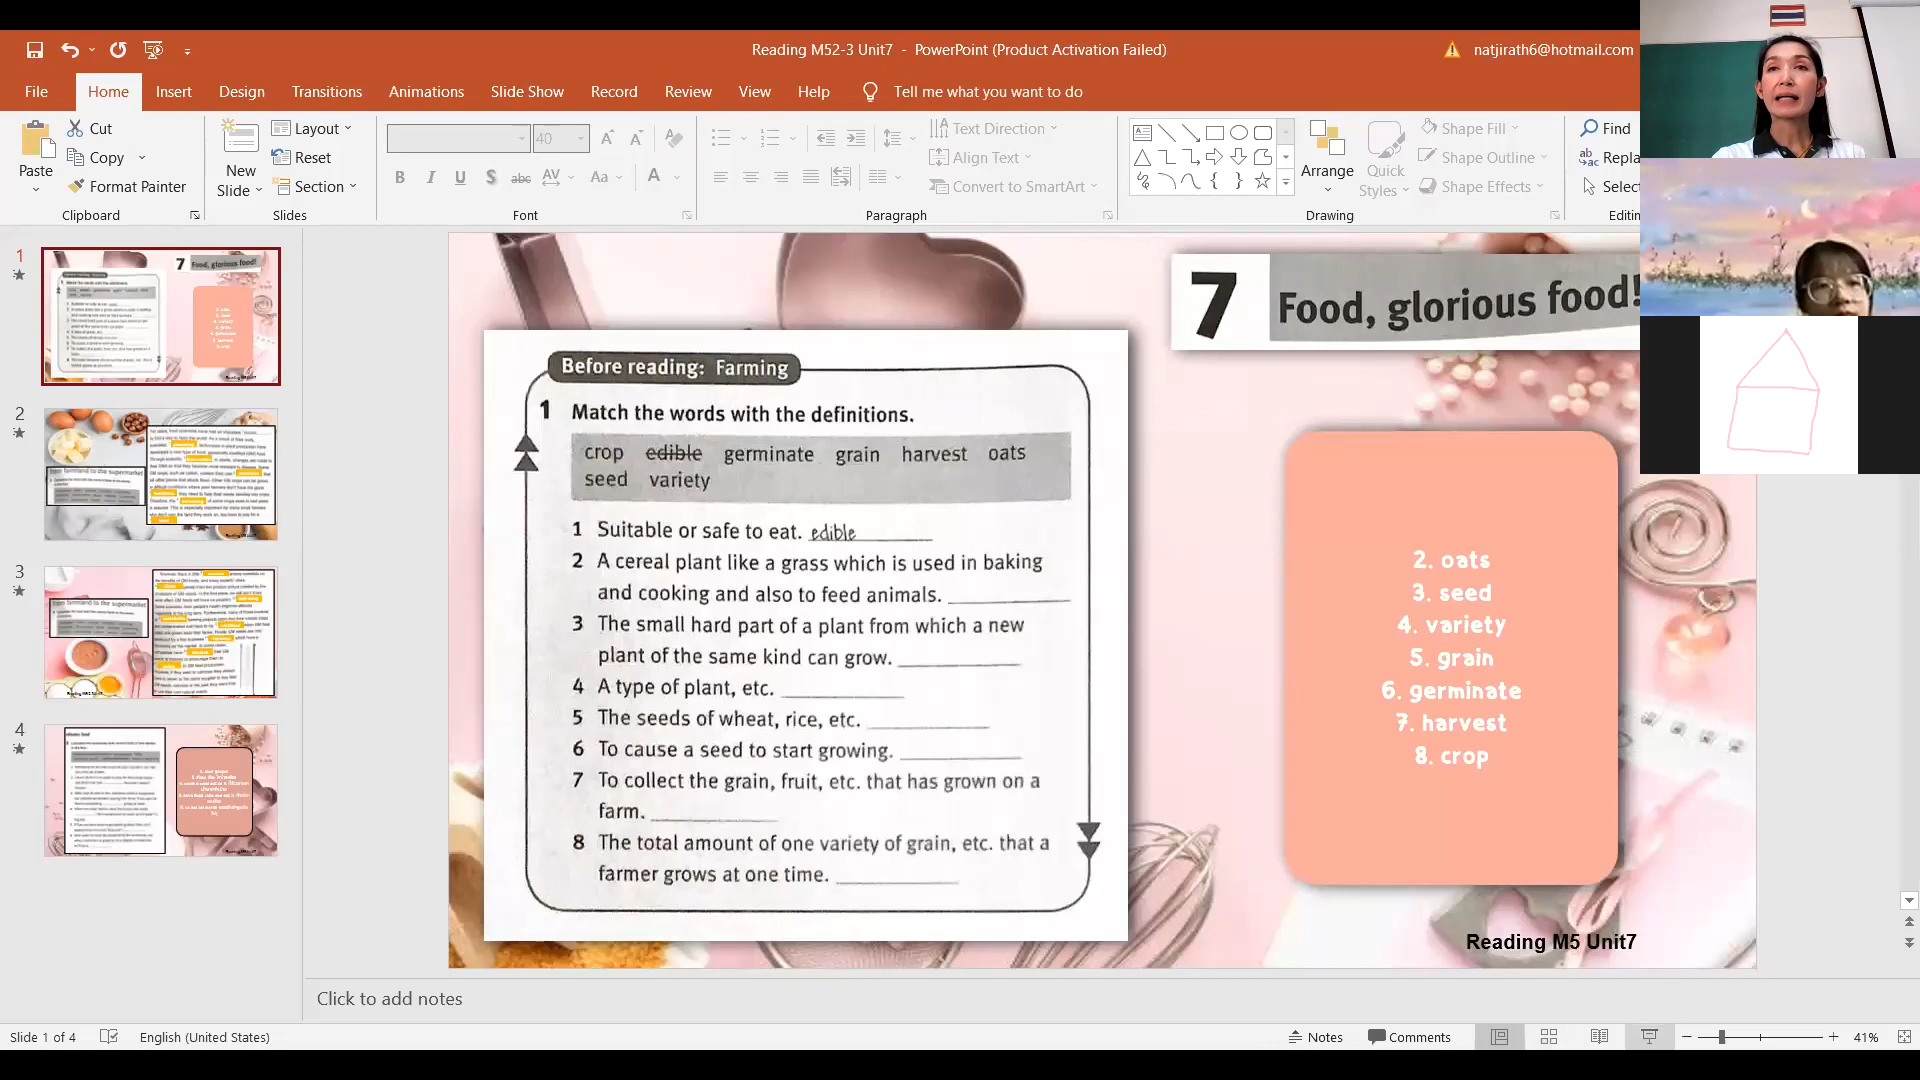 Reading M52-3 Unit7 - PowerPoint (Product Activation Failed)
natjirath6@hotmail.com
File Home Insert Design Transitions Animations Slide Show Record Review View Help Tell me what you want to do
Paste
Cut
Copy
Format Painter
Clipboard
New
Slide
Layout
Reset
Section
Slides
40
Font
Paragraph
Text Direction
Align Text
Convert to SmartArt
Arrange
Quick
Styles
Shape Fill
Shape Outline
Shape Effects
Drawing
Find
Repla
Select
Editin
1
2
3
4
7 Food, glorious food!
Before reading: Farming
1 Match the words with the definitions.
crop edible germinate grain harvest oats
seed variety
1 Suitable or safe to eat. edible
2 A cereal plant like a grass which is used in baking
and cooking and also to feed animals.
3 The small hard part of a plant from which a new
plant of the same kind can grow.
4 A type of plant, etc.
5 The seeds of wheat, rice, etc.
6 To cause a seed to start growing.
7 To collect the grain, fruit, etc. that has grown on a
farm.
8 The total amount of one variety of grain, etc. that a
farmer grows at one time.
2. oats
3. seed
4. variety
5. grain
6. germinate
7. harvest
8. crop
Reading M5 Unit7
Click to add notes
Slide 1 of 4
English (United States)
Notes
Comments
41%